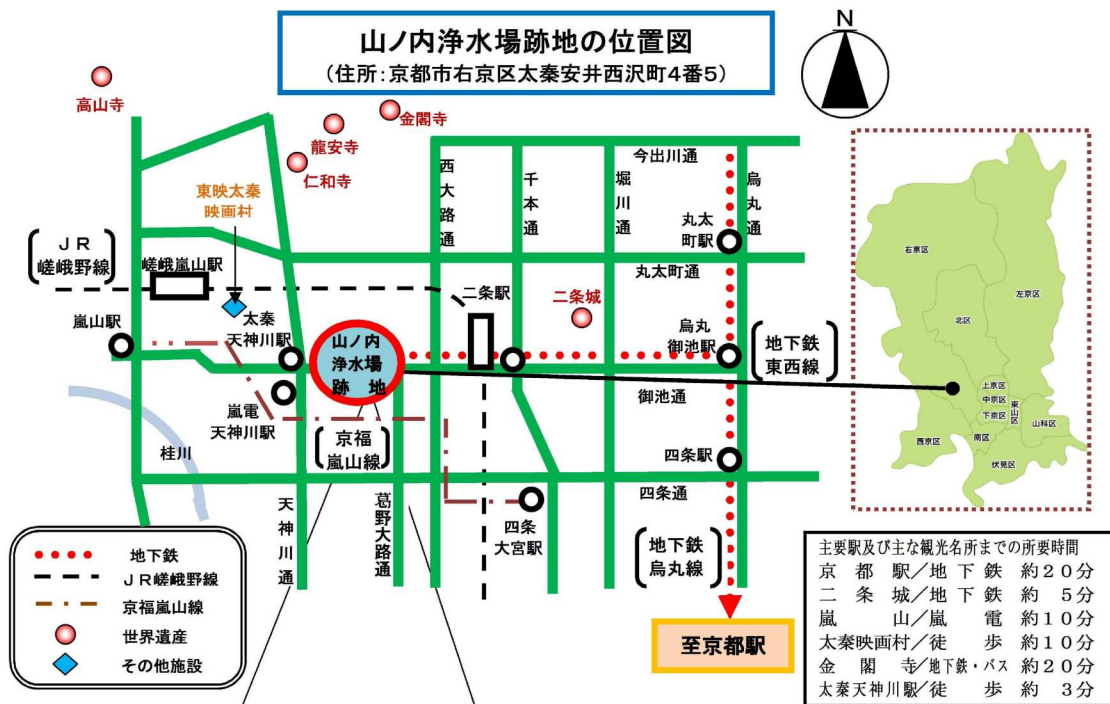 山ノ内浄水場跡地の位置図
(住所:京都市右京区太秦安井西沢町4番5)
N
高山寺
金閣寺
龍安寺
仁和寺
東映太秦
映画村
西大路通
千本通
堀川通
今出川通
烏丸通
丸太
町駅
丸太町通
JR
嵯峨野線
嵯峨嵐山駅
嵐山駅
太秦
天神川駅
山ノ内
浄水場
跡 地
二条駅
二条城
烏丸
御池駅
地下鉄
東西線
御池通
嵐電
天神川駅
京福
嵐山線
桂川
四条駅
四条通
天神川通
葛野大路通
四条
大宮駅
地下鉄
烏丸線
至京都駅
右京区
左京区
北区
上京区
中京区
下京区
東山区
山科区
西京区
南区
伏見区
地下鉄
JR嵯峨野線
京福嵐山線
世界遺産
その他施設
主要駅及び主な観光名所までの所要時間
京都駅/地下鉄 約20分
二条城/地下鉄 約 5分
嵐山/嵐電 約10分
太秦映画村/徒歩 約10分
金閣寺/地下鉄・バス 約20分
太秦天神川駅/徒歩 約 3分